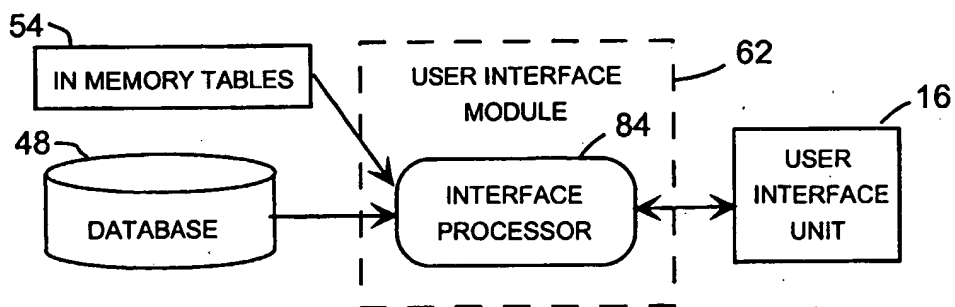 54
IN MEMORY TABLES
48
DATABASE
USER INTERFACE
MODULE
62
84
INTERFACE
PROCESSOR
16
USER
INTERFACE
UNIT